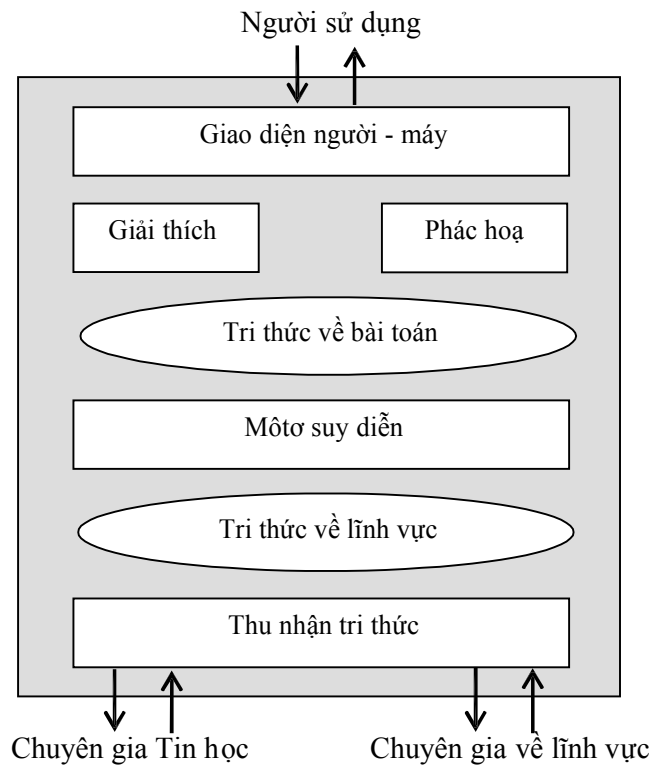 Người sử dụng
Giao diện người - máy
Giải thích
Phác hoạ
Tri thức về bài toán
Môtơ suy diễn
Tri thức về lĩnh vực
Thu nhận tri thức
Chuyên gia Tin học
Chuyên gia về lĩnh vực